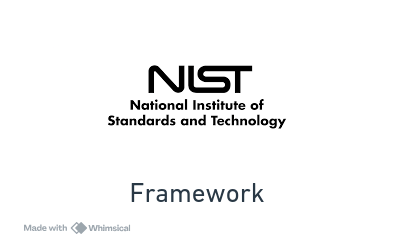 NIST
National Institute of
Standards and Technology
Framework
Made with Whimsical